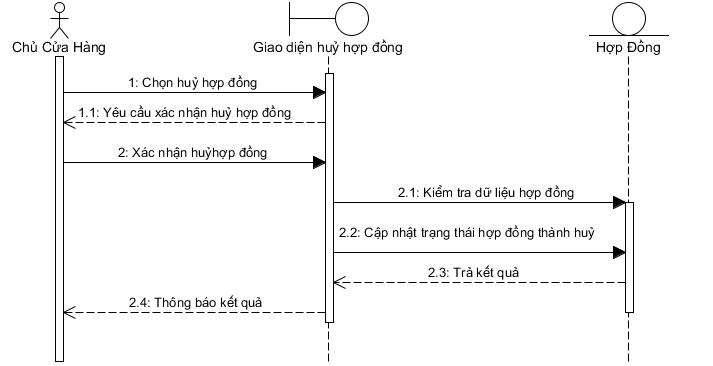 Chủ Cửa Hàng
Giao diện huỷ hợp đồng
Hợp Đồng
1: Chọn huỷ hợp đồng
1.1: Yêu cầu xác nhận huỷ hợp đồng
2: Xác nhận huỷhợp đồng
2.1: Kiểm tra dữ liệu hợp đồng
2.2: Cập nhật trạng thái hợp đồng thành huỷ
2.3: Trả kết quả
2.4: Thông báo kết quả